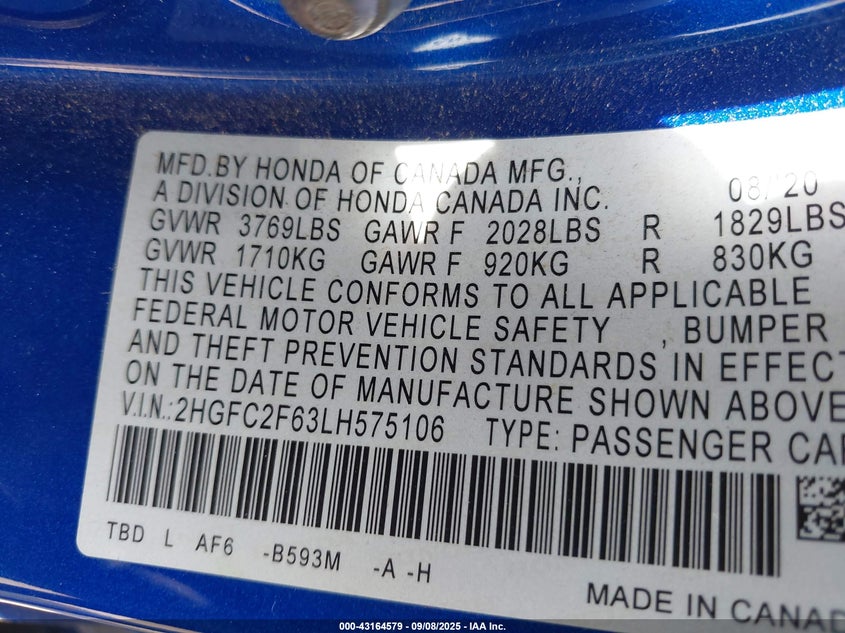 MFD.BY HONDA OF CANADA MFG.,
A DIVISION OF HONDA CANADA INC. 08/20
GVWR 3769LBS GAWR F 2028LBS R 1829LBS
GVWR 1710KG GAWR F 920KG R 830KG
THIS VEHICLE CONFORMS TO ALL APPLICABLE
FEDERAL MOTOR VEHICLE SAFETY , BUMPER
AND THEFT PREVENTION STANDARDS IN EFFECT
ON THE DATE OF MANUFACTURE SHOWN ABOVE
V.I.N.:2HGFC2F63LH575106 TYPE: PASSENGER CAR
TBD L AF6 -B593M -A -H
MADE IN CANADA
000-43164579 - 09/08/2025 - IAA Inc.